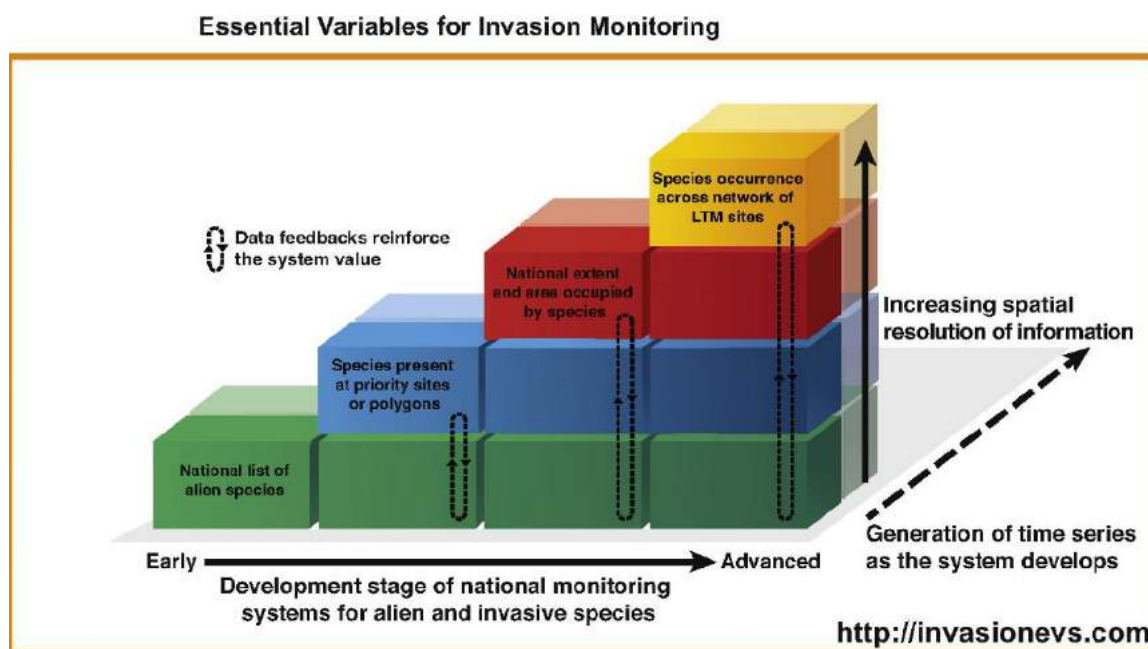 Essential Variables for Invasion Monitoring
Species occurrence
across network of
LTM sites
Data feedbacks reinforce
the system value
National extent
and area occupied
by species
Increasing spatial
resolution of information
Species present
at priority sites
or polygons
National list of
alien species
Generation of time series
as the system develops
Early
Advanced
Development stage of national monitoring
systems for alien and invasive species
http://invasionevs.com